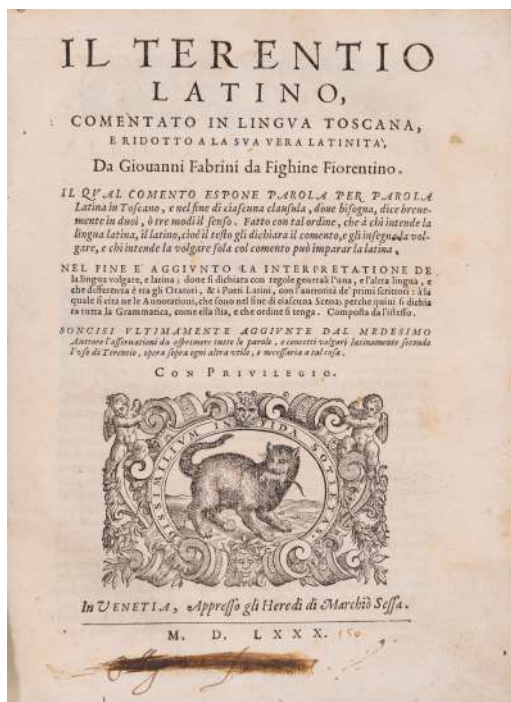 IL TERENTIO
LATINO,
COMENTATO IN LINGVA TOSCANA,
E RIDOTTO A LA SVA VERA LATINITA',
Da Giouanni Fabrini da Fighine Fiorentino.
IL QVAL COMENTO ESPONE PAROLA PER PAROLA
Latina in Toscano, e nel fine di ciascuna clausula, doue bisogna, dice breue-
mente in duoi, ò tre modi il senso. Fatto con tal ordine, che à chi intende la
lingua latina, il latino, cioè il testo gli dichiara il comento, e gli insegna la vol-
gare, e chi intende la volgare sola col comento può imparar la latina,
NEL FINE E AGGIVNTO LA INTERPRETATIONE DE
la lingua volgare, e latina; doue si dichiara con regole generali l'una, e l'altra lingua, e
che differentia è tra gli Oratori, & i Poeti Latini, con l'auttorità de' primi scrittori: à la
quale si cita ne le Annotationi, che sono nel fine di ciascuna Scena; perche quiui si dichia
ra tutta la Grammatica, come ella stia, e che ordine si tenga. Composta da l'istesso.
SONCISI VLTIMAMENTE AGGIVNTE DAL MEDESIMO
Auttore l'osseruationi da esprimere tutte le parole, e concetti volgari latinamente secondo
l'vso di Terentio, opera sopra ogni altra vtile, e necessaria a tal cosa.
CON PRIVILEGIO.
DISSIMILIVM INFIDA SOTIETAS.
In VENETIA, Appresso gli Heredi di Marchiò Sessa.
M. D. LXXX.